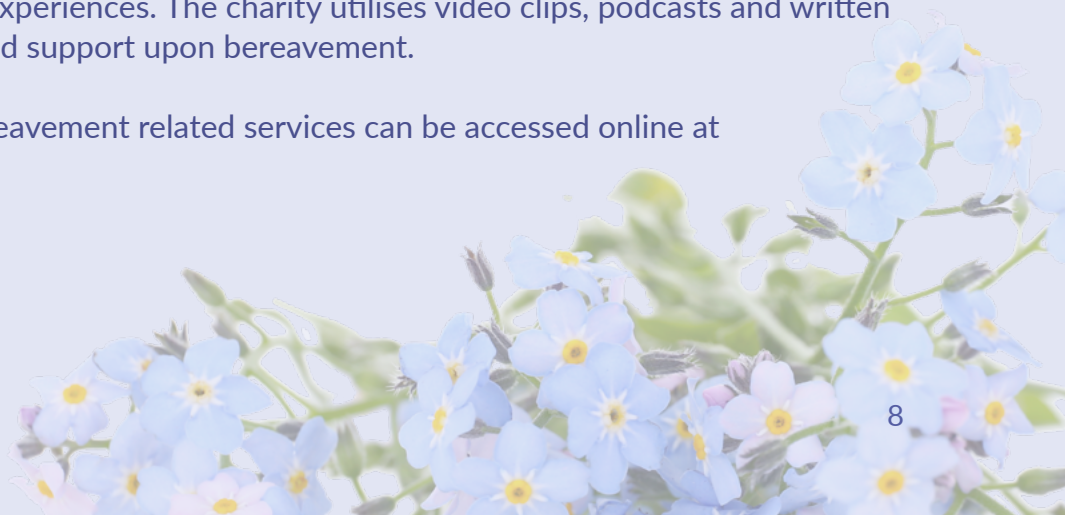 xperiences. The charity utilises video clips, podcasts and written
d support upon bereavement.
eavement related services can be accessed online at
8